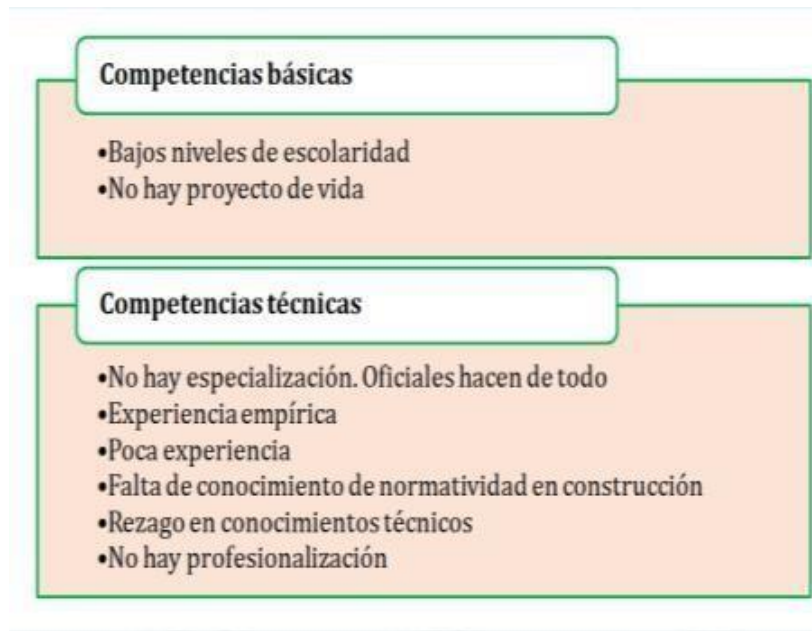 Competencias básicas
•Bajos niveles de escolaridad
•No hay proyecto de vida
Competencias técnicas
•No hay especialización. Oficiales hacen de todo
•Experiencia empírica
•Poca experiencia
•Falta de conocimiento de normatividad en construcción
•Rezago en conocimientos técnicos
•No hay profesionalización